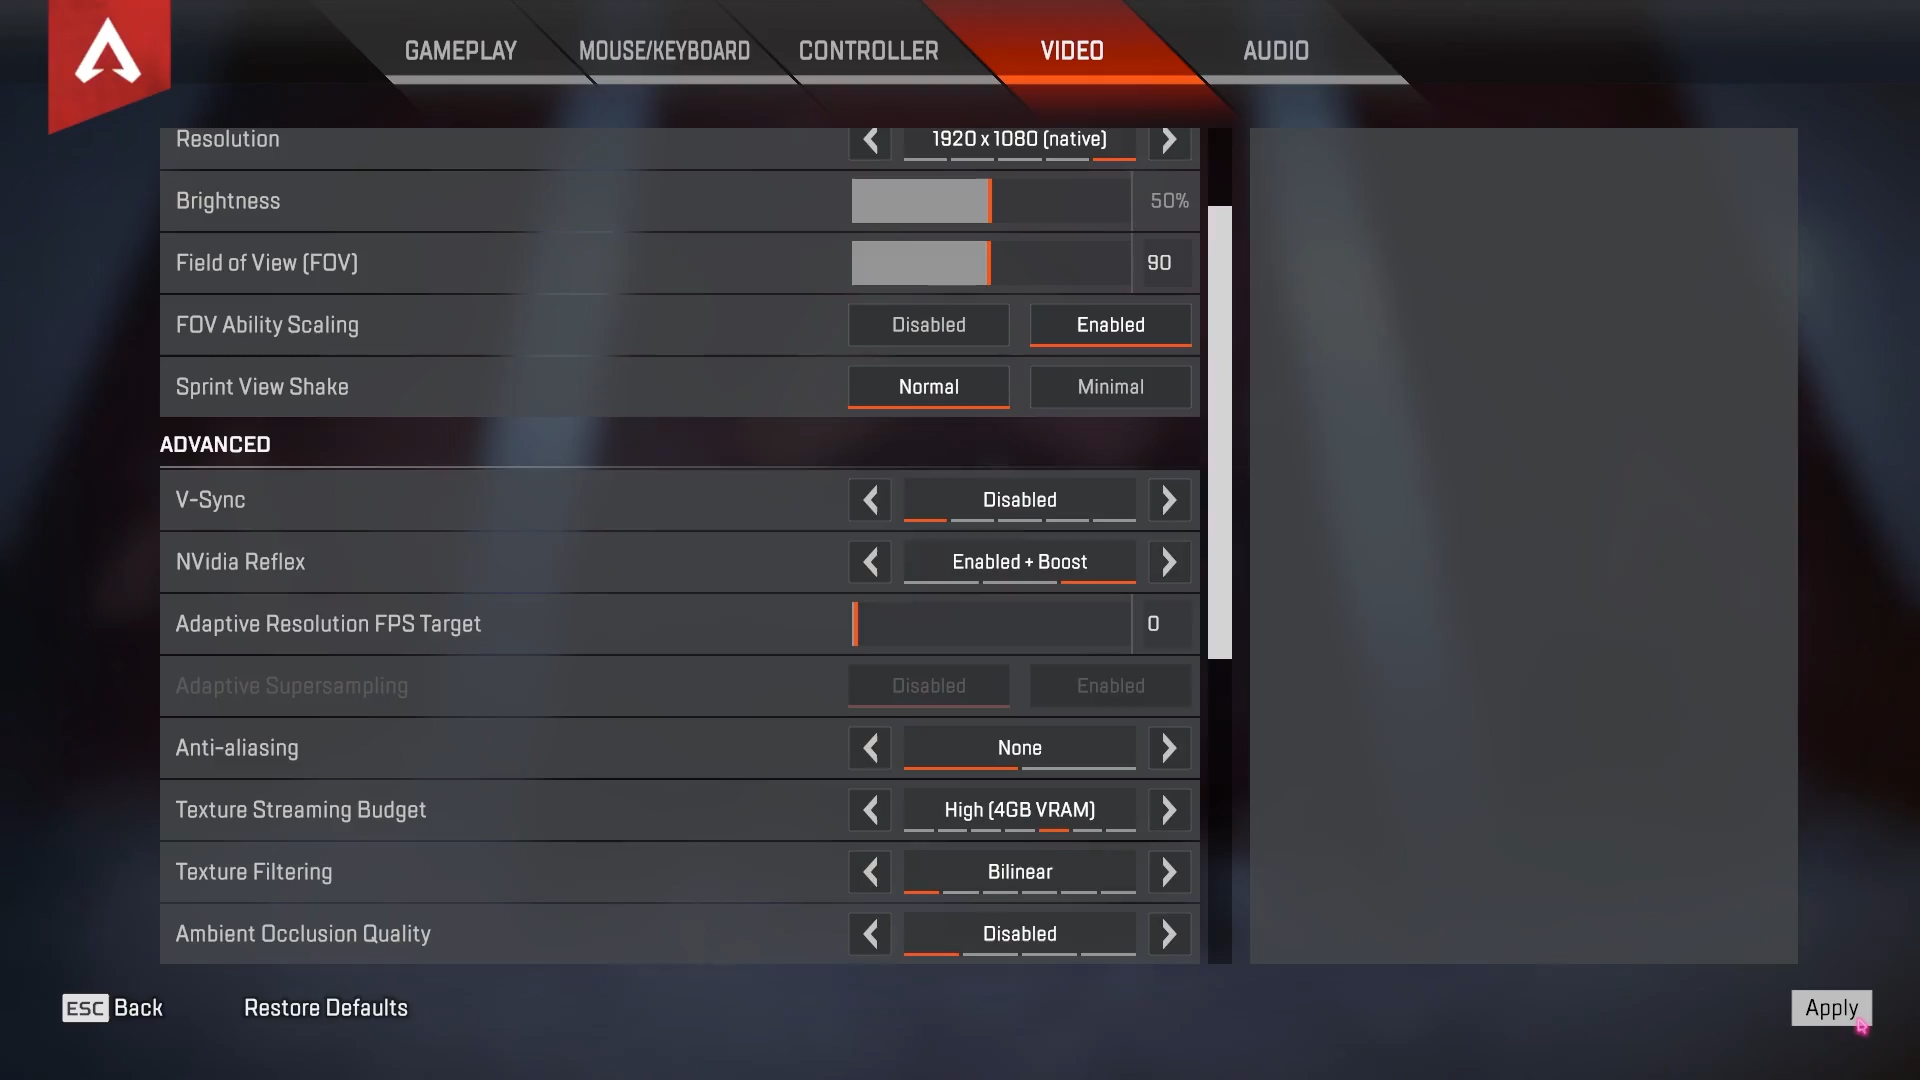 GAMEPLAY MOUSE/KEYBOARD CONTROLLER VIDEO AUDIO
Resolution 1920 x 1080 (native)
Brightness 50%
Field of View (FOV) 90
FOV Ability Scaling Disabled Enabled
Sprint View Shake Normal Minimal
ADVANCED
V-Sync Disabled
NVidia Reflex Enabled + Boost
Adaptive Resolution FPS Target 0
Adaptive Supersampling Disabled Enabled
Anti-aliasing None
Texture Streaming Budget High (4GB VRAM)
Texture Filtering Bilinear
Ambient Occlusion Quality Disabled
ESC Back Restore Defaults Apply